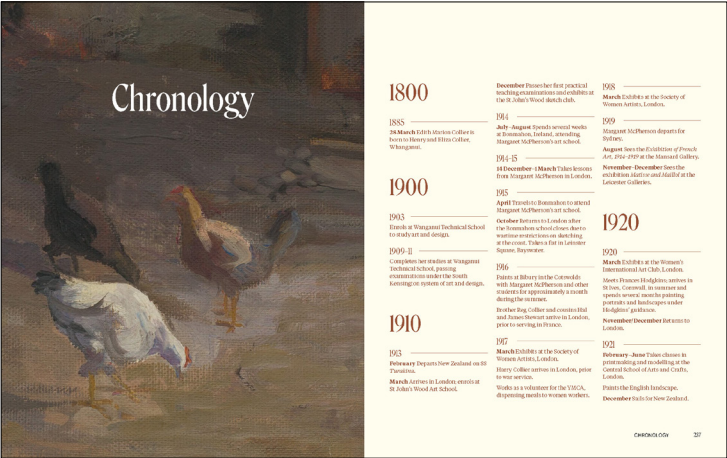 Chronology
1800
1885
28 March Edith Marion Collier is
born to Henry and Eliza Collier,
Whanganui.
1900
1903
Enrols at Wanganui Technical School
to study art and design.
1909–11
Completes her studies at Wanganui
Technical School, passing
examinations under the South
Kensington system of art and design.
1910
1913
February Departs New Zealand on SS
Turakina.
March Arrives in London; enrols at
St John's Wood Art School.
December Passes her first practical
teaching examinations and exhibits at
the St John's Wood sketch club.
1914
July–August Spends several weeks
at Bonmahon, Ireland, attending
Margaret McPherson's art school.
1914–15
14 December–1 March Takes lessons
from Margaret McPherson in London.
1915
April Travels to Bonmahon to attend
Margaret McPherson's art school.
October Returns to London after
the Bonmahon school closes due to
wartime restrictions on sketching
at the coast. Takes a flat in Leinster
Square, Bayswater.
1916
Paints at Bibury in the Cotswolds
with Margaret McPherson and other
students for approximately a month
during the summer.
Brother Reg Collier and cousins Hal
and James Stewart arrive in London,
prior to serving in France.
1917
March Exhibits at the Society of
Women Artists, London.
Harry Collier arrives in London, prior
to war service.
Works as a volunteer for the YMCA,
dispensing meals to women workers.
1918
March Exhibits at the Society of
Women Artists, London.
1919
Margaret McPherson departs for
Sydney.
August Sees the Exhibition of French
Art, 1914–1919 at the Mansard Gallery.
November–December Sees the
exhibition Matisse and Maillol at the
Leicester Galleries.
1920
1920
March Exhibits at the Women's
International Art Club, London.
Meets Frances Hodgkins; arrives in
St Ives, Cornwall, in summer and
spends several months painting
portraits and landscapes under
Hodgkins' guidance.
November/December Returns to
London.
1921
February–June Takes classes in
printmaking and modelling at the
Central School of Arts and Crafts,
London.
Paints the English landscape.
December Sails for New Zealand.
CHRONOLOGY